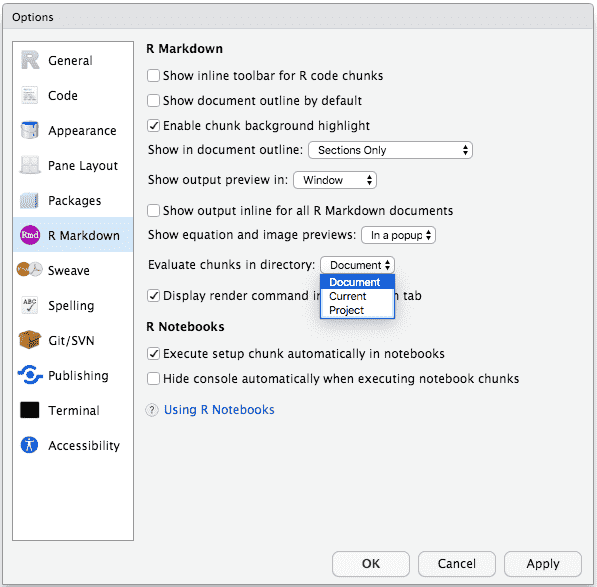 Options
General
Code
Appearance
Pane Layout
Packages
Rmd R Markdown
Sweave
ABC Spelling
Git/SVN
Publishing
Terminal
Accessibility
R Markdown
Show inline toolbar for R code chunks
Show document outline by default
Enable chunk background highlight
Show in document outline: Sections Only
Show output preview in: Window
Show output inline for all R Markdown documents
Show equation and image previews: In a popup
Evaluate chunks in directory: Document
Document
Current
Project
Display render command in tab
R Notebooks
Execute setup chunk automatically in notebooks
Hide console automatically when executing notebook chunks
? Using R Notebooks
OK Cancel Apply